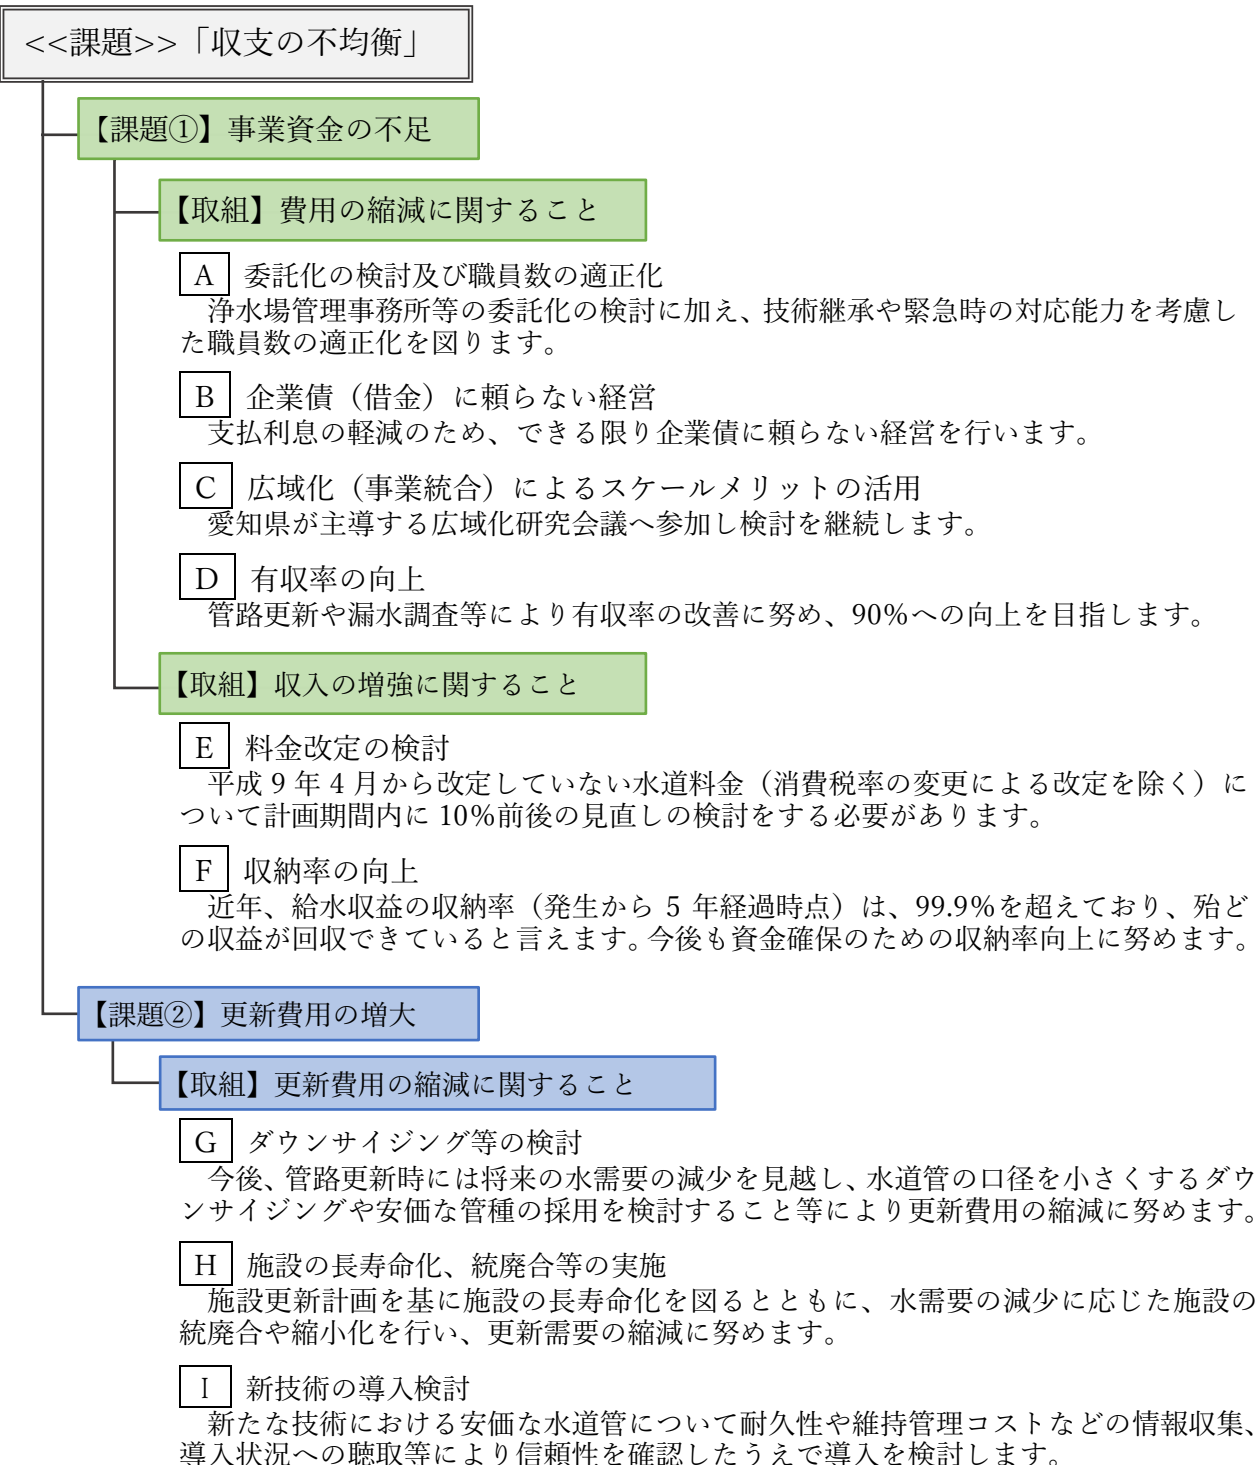 <<課題>>「収支の不均衡」
【課題①】事業資金の不足
【取組】費用の縮減に関すること
A 委託化の検討及び職員数の適正化
浄水場管理事務所等の委託化の検討に加え、技術継承や緊急時の対応能力を考慮し
た職員数の適正化を図ります。
B 企業債（借金）に頼らない経営
支払利息の軽減のため、できる限り企業債に頼らない経営を行います。
C 広域化（事業統合）によるスケールメリットの活用
愛知県が主導する広域化研究会議へ参加し検討を継続します。
D 有収率の向上
管路更新や漏水調査等により有収率の改善に努め、90%への向上を目指します。
【取組】収入の増強に関すること
E 料金改定の検討
平成 9 年 4 月から改定していない水道料金（消費税率の変更による改定を除く）に
ついて計画期間内に 10%前後の見直しの検討をする必要があります。
F 収納率の向上
近年、給水収益の収納率（発生から 5 年経過時点）は、99.9%を超えており、殆ど
の収益が回収できていると言えます。今後も資金確保のための収納率向上に努めます。
【課題②】更新費用の増大
【取組】更新費用の縮減に関すること
G ダウンサイジング等の検討
今後、管路更新時には将来の水需要の減少を見越し、水道管の口径を小さくするダウ
ンサイジングや安価な管種の採用を検討すること等により更新費用の縮減に努めます。
H 施設の長寿命化、統廃合等の実施
施設更新計画を基に施設の長寿命化を図るとともに、水需要の減少に応じた施設の
統廃合や縮小化を行い、更新需要の縮減に努めます。
I 新技術の導入検討
新たな技術における安価な水道管について耐久性や維持管理コストなどの情報収集、
導入状況への聴取等により信頼性を確認したうえで導入を検討します。